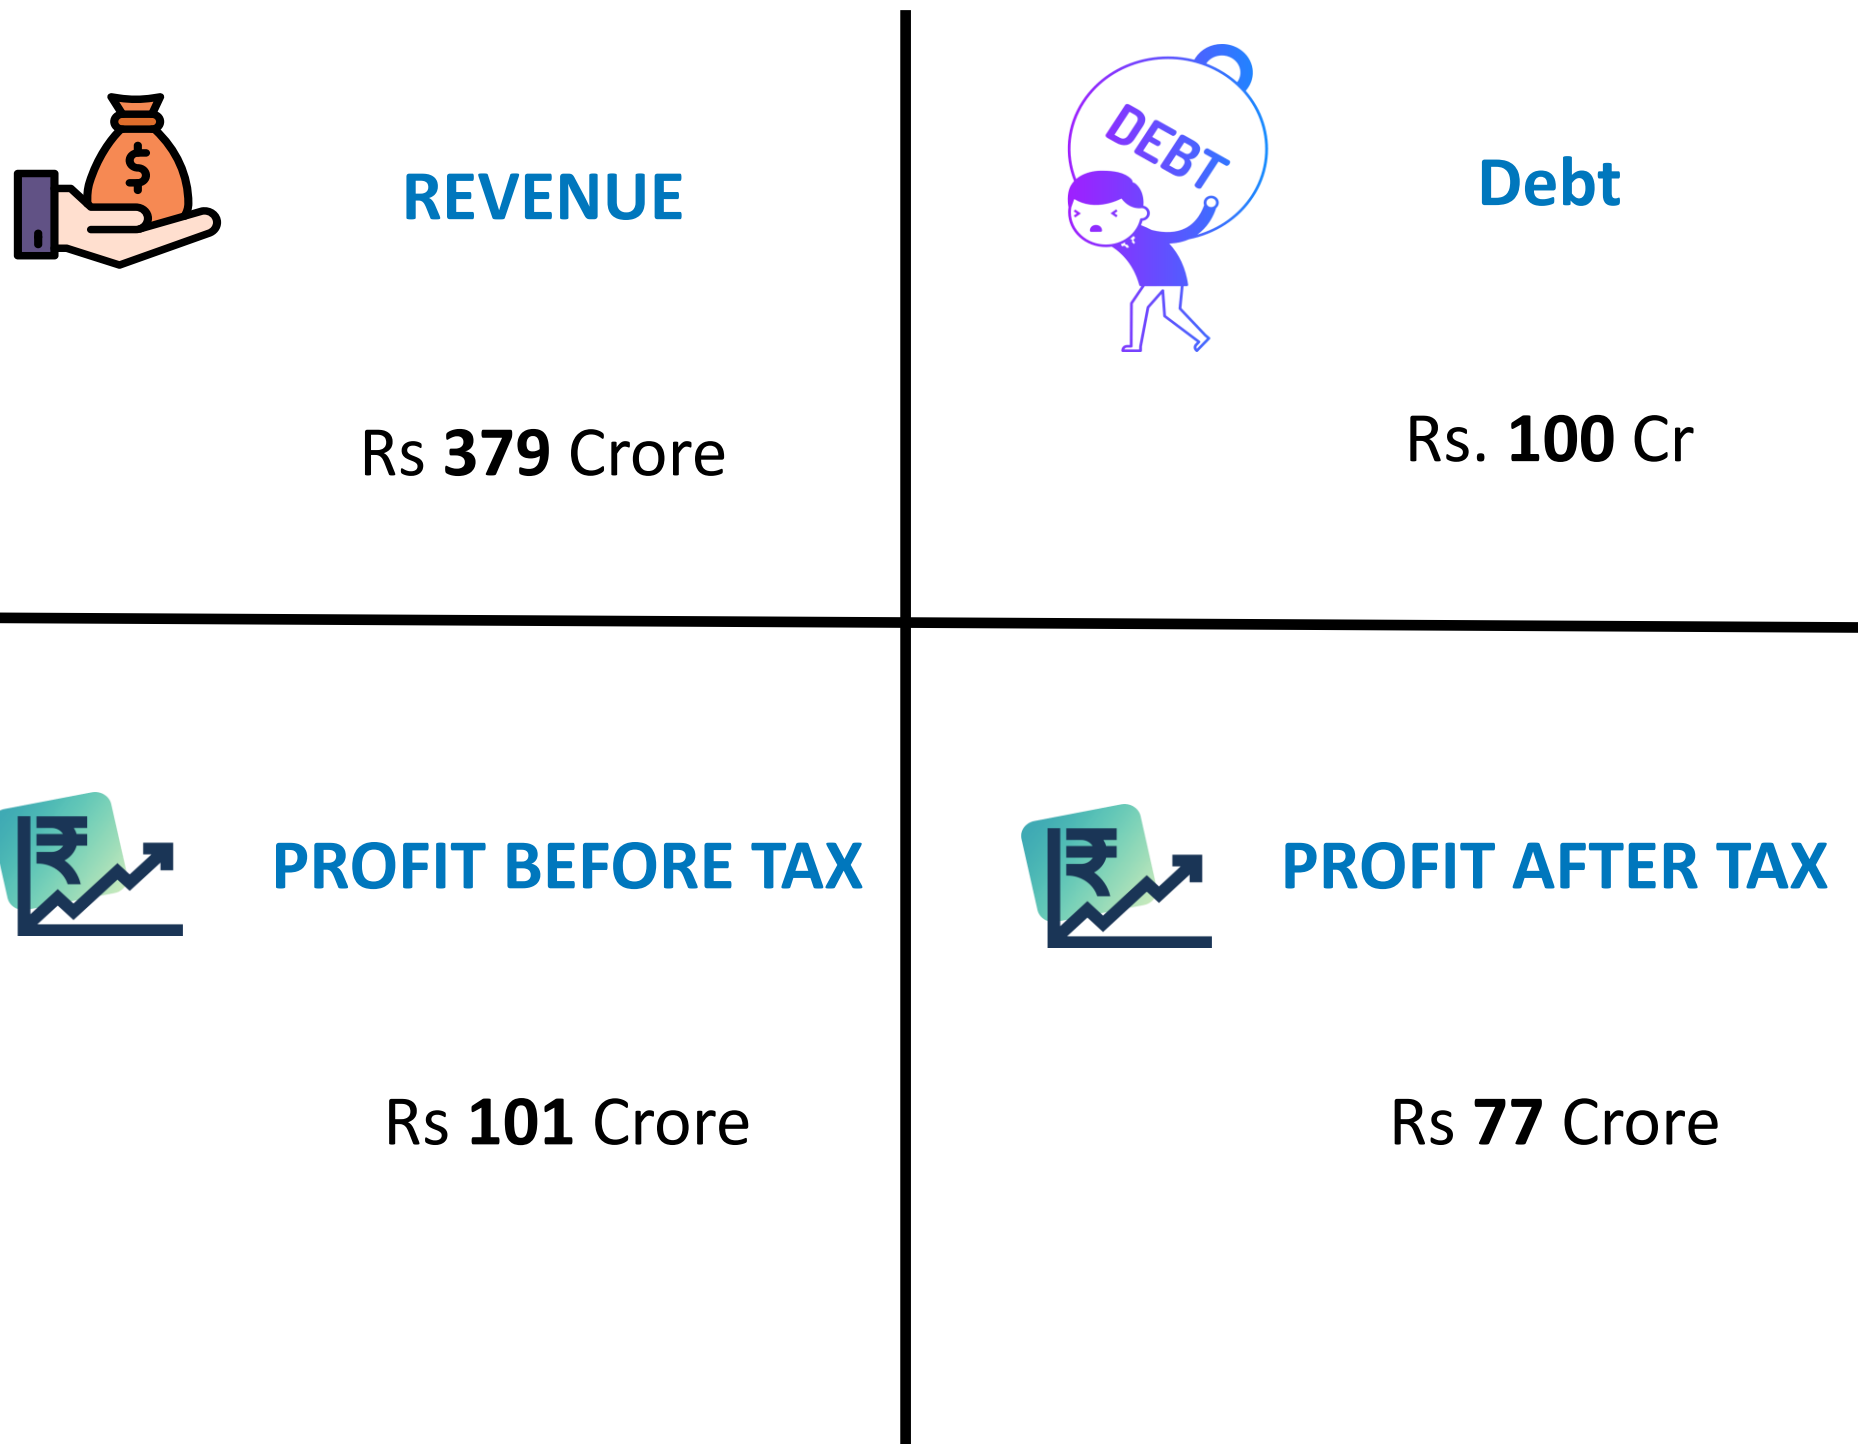 REVENUE
Rs 379 Crore
DEBT
Debt
Rs. 100 Cr
PROFIT BEFORE TAX
Rs 101 Crore
PROFIT AFTER TAX
Rs 77 Crore